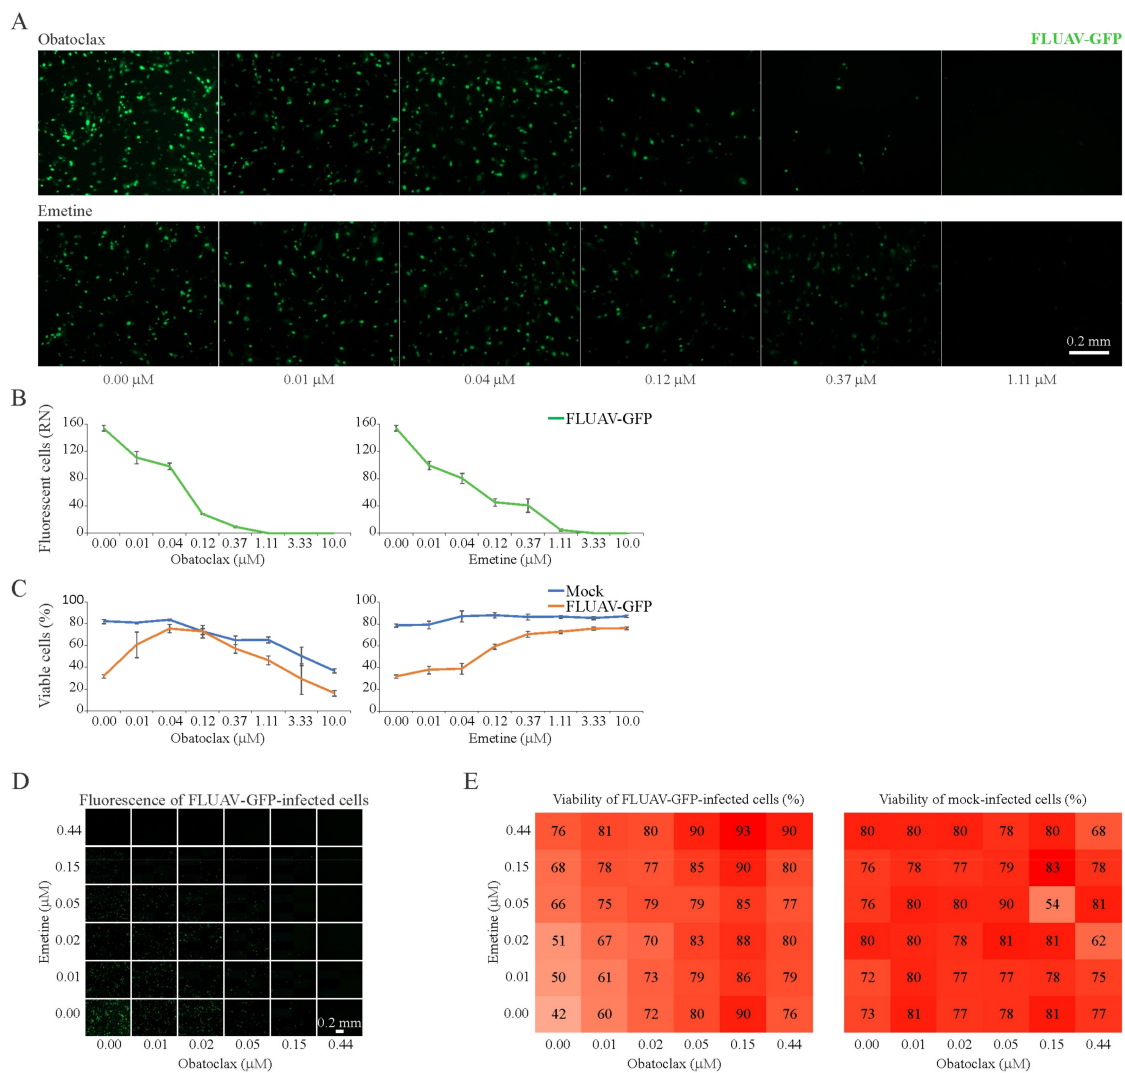 A
Obatoclax FLUAV-GFP
Emetine
0.2 mm
0.00 µM 0.01 µM 0.04 µM 0.12 µM 0.37 µM 1.11 µM
B
Fluorescent cells (RN)
160
120
80
40
0
0.00 0.01 0.04 0.12 0.37 1.11 3.33 10.0
Obatoclax (µM)
FLUAV-GFP
160
120
80
40
0
0.00 0.01 0.04 0.12 0.37 1.11 3.33 10.0
Emetine (µM)
C
Viable cells (%)
100
80
60
40
20
0
0.00 0.01 0.04 0.12 0.37 1.11 3.33 10.0
Obatoclax (µM)
Mock
FLUAV-GFP
100
80
60
40
20
0
0.00 0.01 0.04 0.12 0.37 1.11 3.33 10.0
Emetine (µM)
D
Fluorescence of FLUAV-GFP-infected cells
Emetine (µM)
0.44
0.15
0.05
0.02
0.01
0.00
0.2 mm
0.00 0.01 0.02 0.05 0.15 0.44
Obatoclax (µM)
E
Viability of FLUAV-GFP-infected cells (%)
Emetine (µM)
0.44 76 81 80 90 93 90
0.15 68 78 77 85 90 80
0.05 66 75 79 79 85 77
0.02 51 67 70 83 88 80
0.01 50 61 73 79 86 79
0.00 42 60 72 80 90 76
0.00 0.01 0.02 0.05 0.15 0.44
Obatoclax (µM)
Viability of mock-infected cells (%)
80 80 80 78 80 68
76 78 77 79 83 78
76 80 80 90 54 81
80 80 78 81 81 62
72 80 77 77 78 75
73 81 77 78 81 77
0.00 0.01 0.02 0.05 0.15 0.44
Obatoclax (µM)